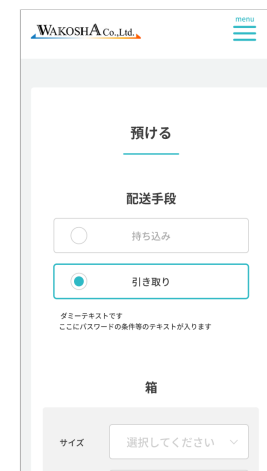 WAKOSHA Co.,Ltd.
menu
預ける
配送手段
持ち込み
引き取り
ダミーテキストです
ここにパスワードの条件等のテキストが入ります
箱
サイズ
選択してください